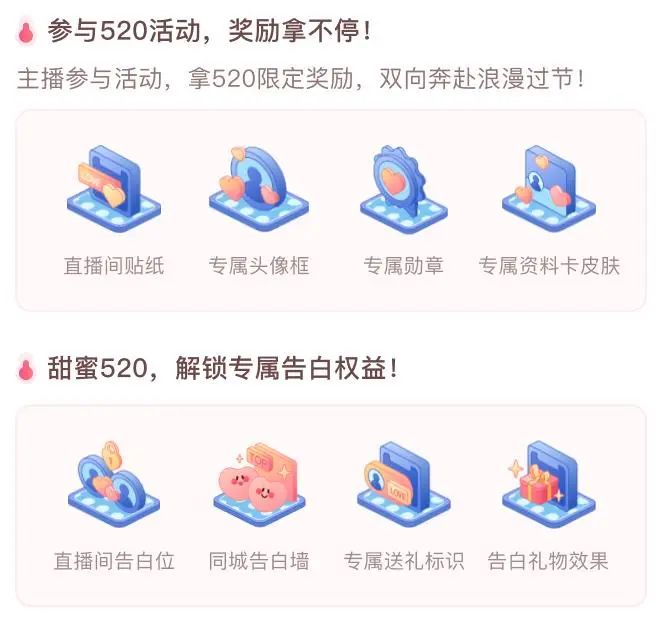 参与520活动，奖励拿不停！
主播参与活动，拿520限定奖励，双向奔赴浪漫过节！
LOVE
直播间贴纸 专属头像框 专属勋章 专属资料卡皮肤
甜蜜520，解锁专属告白权益！
TOP
LOVE
直播间告白位 同城告白墙 专属送礼标识 告白礼物效果